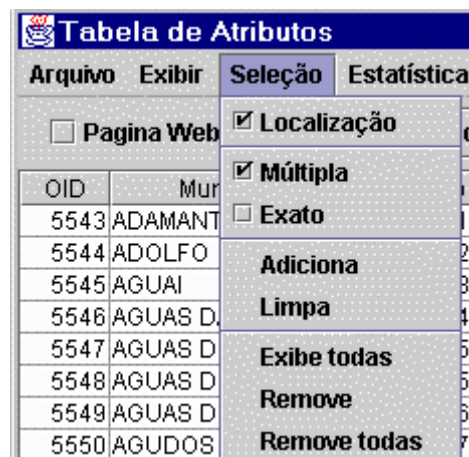 Tabela de Atributos
Arquivo Exibir Seleção Estatística
Pagina Web
Localização
Múltipla
Exato
Adiciona
Limpa
Exibe todas
Remove
Remove todas
OID Mur
5543 ADAMANT
5544 ADOLFO
5545 AGUAI
5546 AGUAS D
5547 AGUAS D
5548 AGUAS D
5549 AGUAS D
5550 AGUDOS